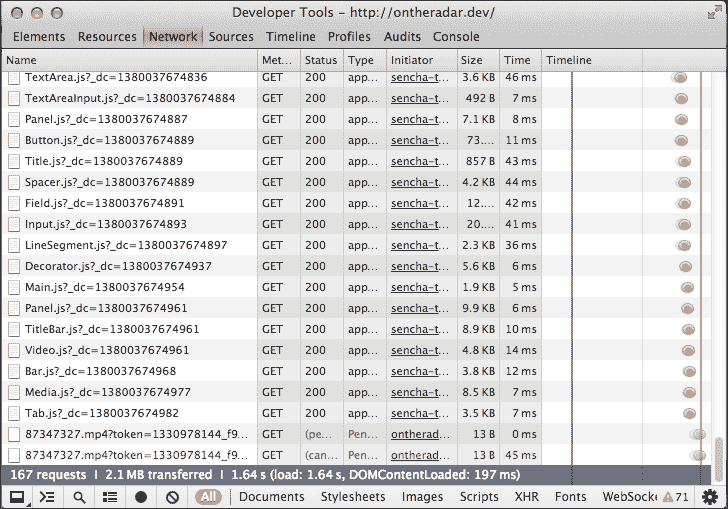 Developer Tools - http://ontheradar.dev/
Elements Resources Network Sources Timeline Profiles Audits Console
Name Met... Status Type Initiator Size Time Timeline
TextArea.js?_dc=1380037674836 GET 200 app... sencha-t... 3.6 KB 46 ms
TextAreaInput.js?_dc=1380037674884 GET 200 app... sencha-t... 492 B 7 ms
Panel.js?_dc=1380037674887 GET 200 app... sencha-t... 7.1 KB 8 ms
Button.js?_dc=1380037674889 GET 200 app... sencha-t... 73.... 11 ms
Title.js?_dc=1380037674889 GET 200 app... sencha-t... 857 B 43 ms
Spacer.js?_dc=1380037674889 GET 200 app... sencha-t... 4.2 KB 44 ms
Field.js?_dc=1380037674891 GET 200 app... sencha-t... 12.... 42 ms
Input.js?_dc=1380037674893 GET 200 app... sencha-t... 20.... 41 ms
LineSegment.js?_dc=1380037674897 GET 200 app... sencha-t... 2.3 KB 36 ms
Decorator.js?_dc=1380037674937 GET 200 app... sencha-t... 5.6 KB 6 ms
Main.js?_dc=1380037674954 GET 200 app... sencha-t... 1.9 KB 5 ms
Panel.js?_dc=1380037674961 GET 200 app... sencha-t... 9.9 KB 6 ms
TitleBar.js?_dc=1380037674961 GET 200 app... sencha-t... 8.9 KB 10 ms
Video.js?_dc=1380037674961 GET 200 app... sencha-t... 4.8 KB 14 ms
Bar.js?_dc=1380037674968 GET 200 app... sencha-t... 3.8 KB 12 ms
Media.js?_dc=1380037674977 GET 200 app... sencha-t... 8.5 KB 7 ms
Tab.js?_dc=1380037674982 GET 200 app... sencha-t... 3.5 KB 7 ms
87347327.mp4?token=1330978144_f9... GET (pe... Pen... ontherad... 13 B 0 ms
87347327.mp4?token=1330978144_f9... GET (can... Pen... ontherad... 13 B 45 ms
167 requests | 2.1 MB transferred | 1.64 s (load: 1.64 s, DOMContentLoaded: 197 ms)
All Documents Stylesheets Images Scripts XHR Fonts WebSocke 71